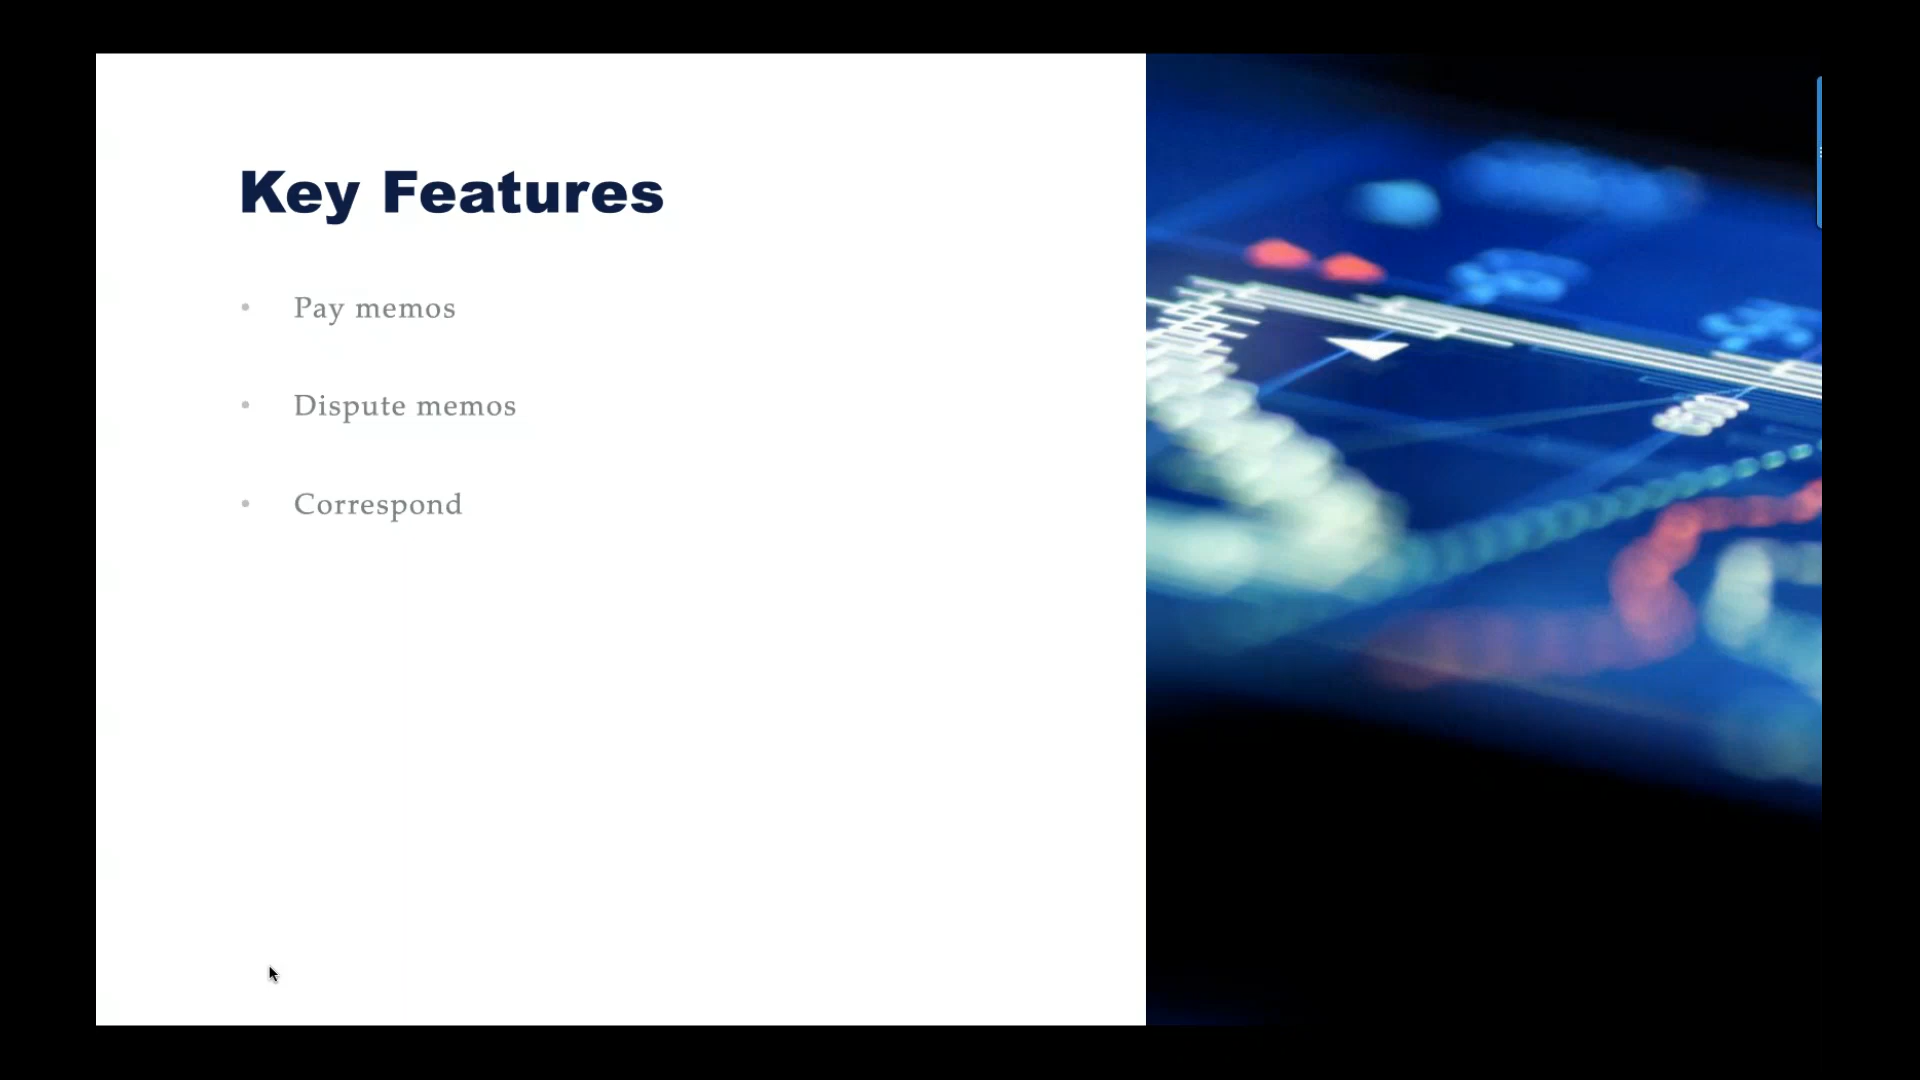 Key Features
• Pay memos
• Dispute memos
• Correspond